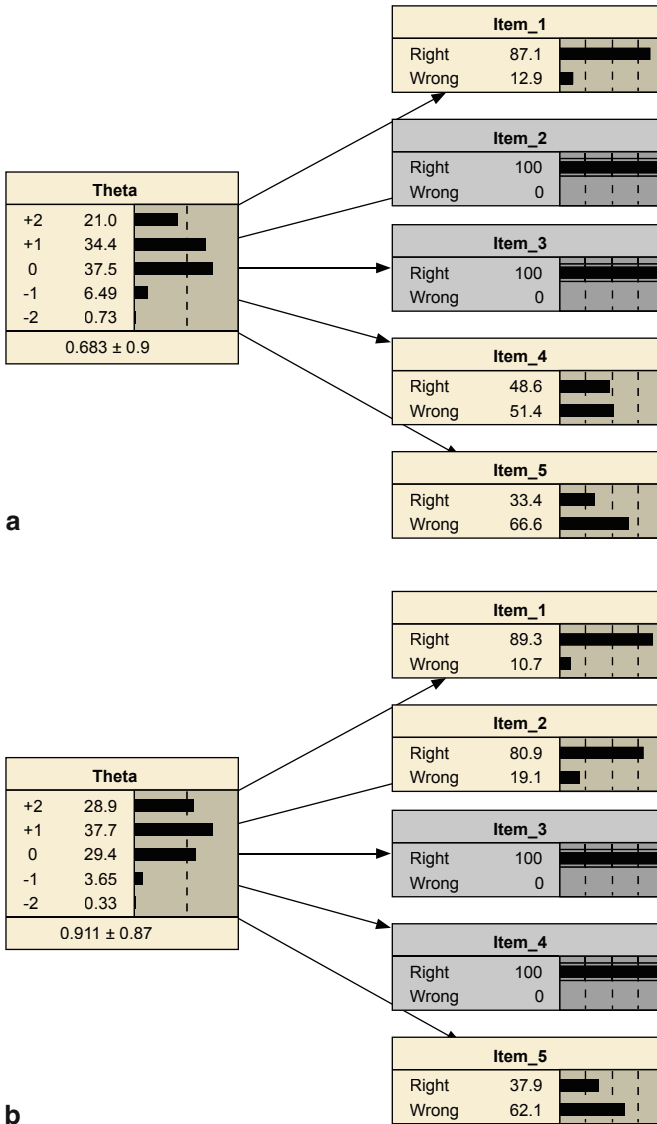 Item_1
Right 87.1
Wrong 12.9
Item_2
Right 100
Wrong 0
Theta
+2 21.0
+1 34.4
0 37.5
-1 6.49
-2 0.73
0.683 ± 0.9
Item_3
Right 100
Wrong 0
Item_4
Right 48.6
Wrong 51.4
Item_5
Right 33.4
Wrong 66.6
a
Item_1
Right 89.3
Wrong 10.7
Item_2
Right 80.9
Wrong 19.1
Theta
+2 28.9
+1 37.7
0 29.4
-1 3.65
-2 0.33
0.911 ± 0.87
Item_3
Right 100
Wrong 0
Item_4
Right 100
Wrong 0
Item_5
Right 37.9
Wrong 62.1
b